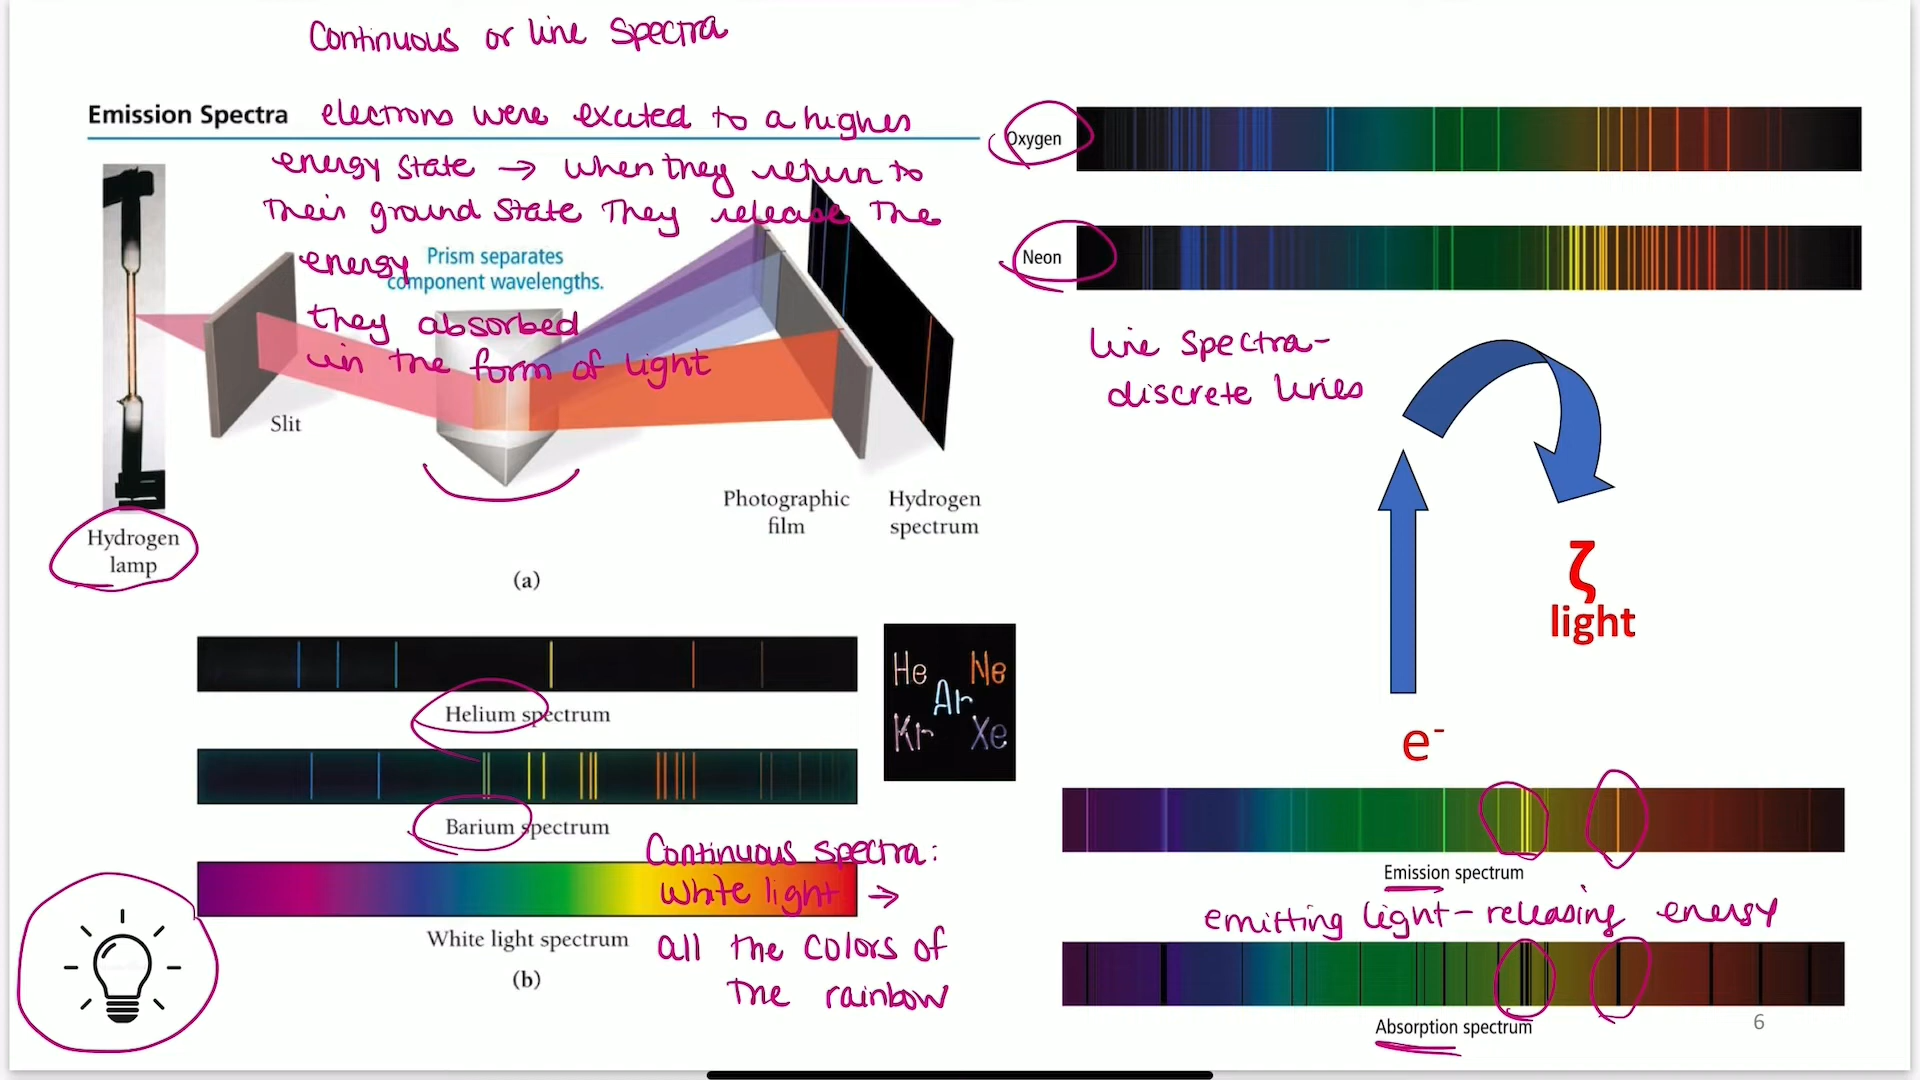 Continuous or line Spectra
Emission Spectra
electrons were excited to a higher
energy state → when they return to
their ground state they release the
energy
they absorbed
in the form of light
Prism separates
component wavelengths.
Slit
Hydrogen
lamp
Photographic
film
Hydrogen
spectrum
(a)
Helium spectrum
Barium spectrum
White light spectrum
(b)
He Ne
Ar
Kr Xe
Continuous spectra:
White light →
all the colors of
the rainbow
Oxygen
Neon
line spectra-
discrete lines
ζ
light
e-
Emission spectrum
emitting light - releasing energy
Absorption spectrum
6